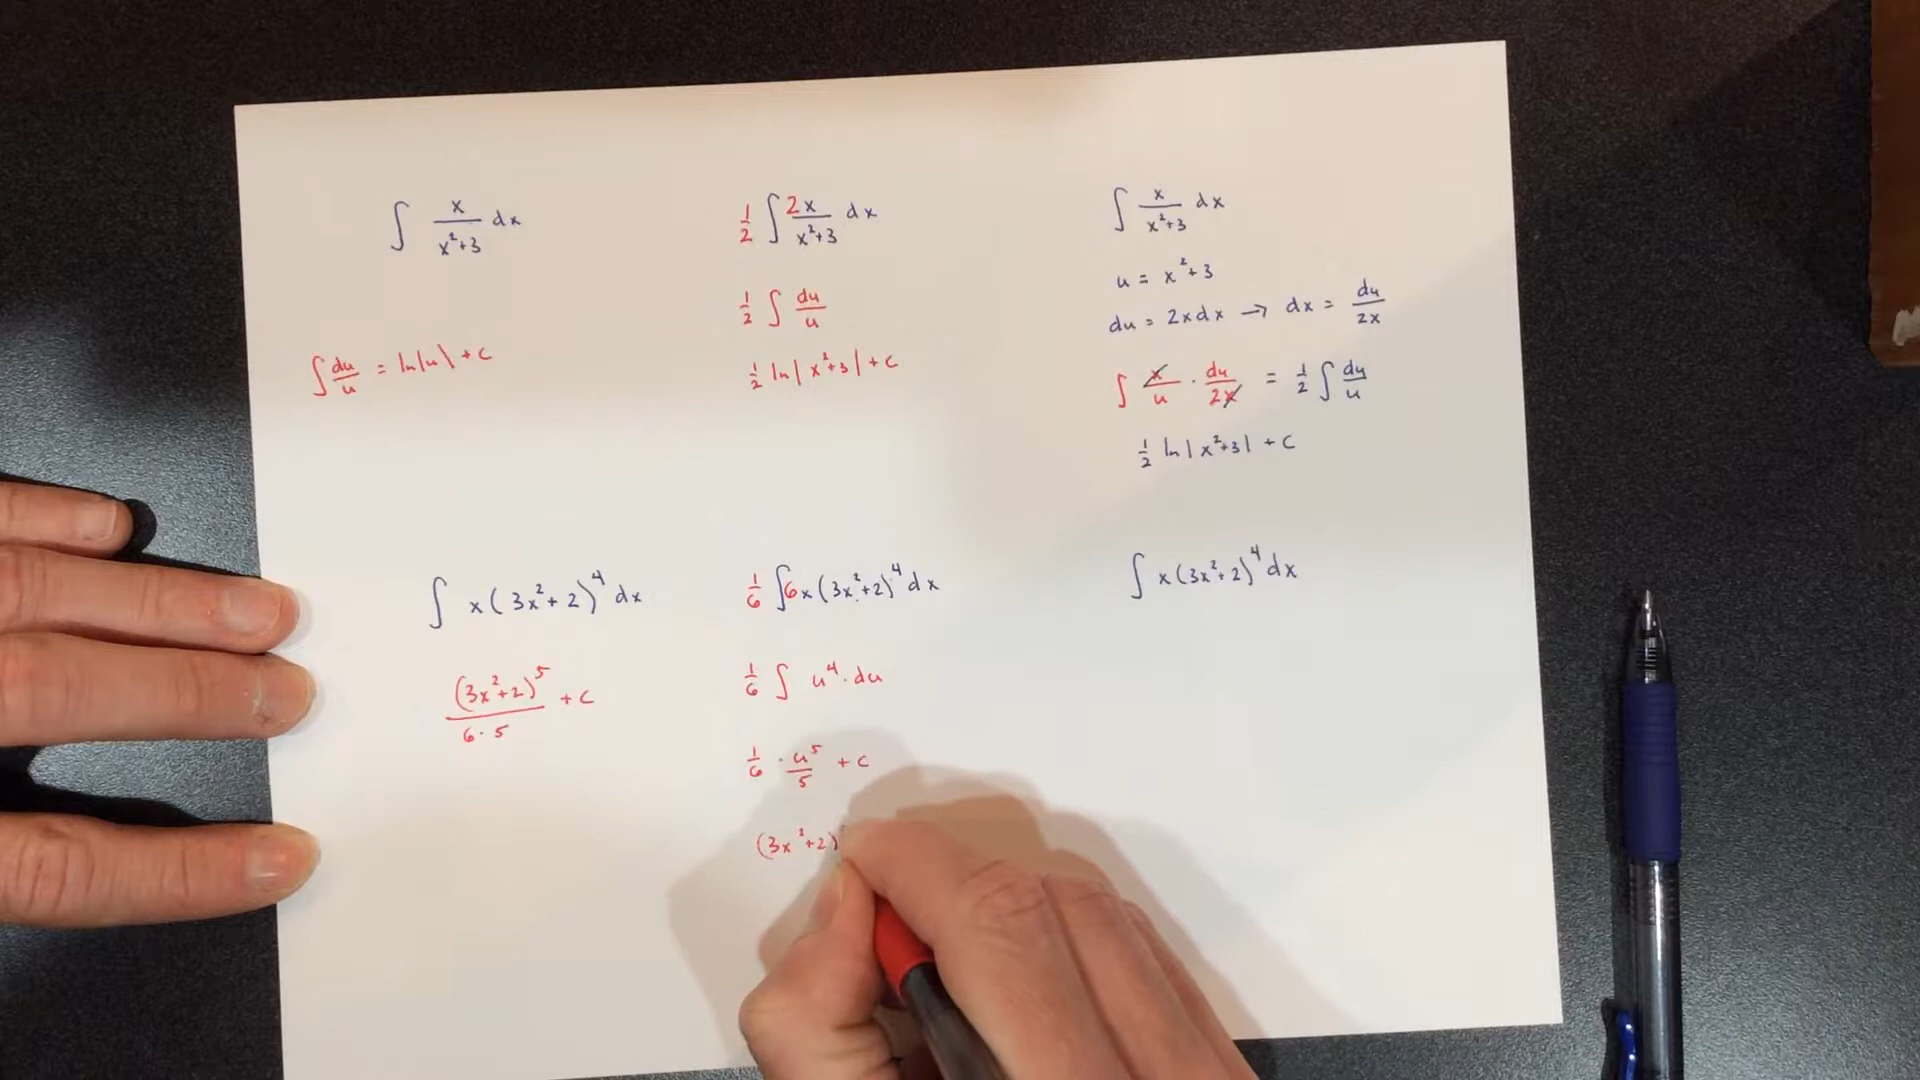 ∫ x/(x²+3) dx
∫ du/u = ln|u| + c
1/2 ∫ 2x/(x²+3) dx
1/2 ∫ du/u
1/2 ln|x²+3| + c
∫ x/(x²+3) dx
u = x²+3
du = 2xdx → dx = du/2x
∫ x/u · du/2x = 1/2 ∫ du/u
1/2 ln|x²+3| + c
∫ x(3x²+2)⁴ dx
(3x²+2)⁵/(6·5) + c
1/6 ∫ 6x(3x²+2)⁴ dx
1/6 ∫ u⁴ · du
1/6 · u⁵/5 + c
(3x²+2)
∫ x(3x²+2)⁴ dx